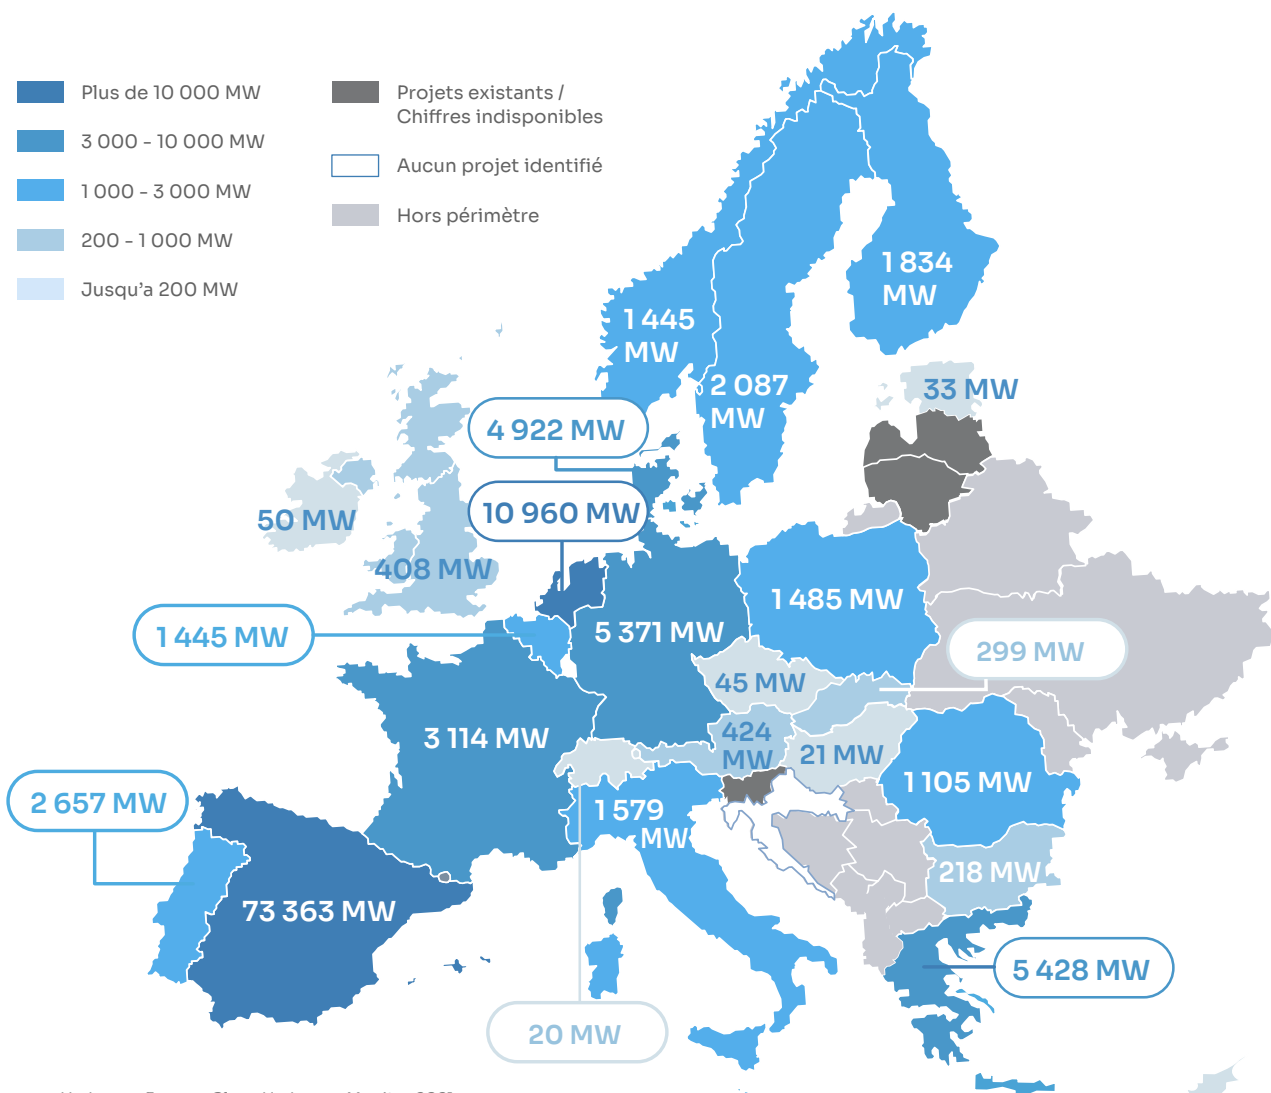 Plus de 10 000 MW
3 000 - 10 000 MW
1 000 - 3 000 MW
200 - 1 000 MW
Jusqu'a 200 MW
Projets existants /
Chiffres indisponibles
Aucun projet identifié
Hors périmètre
1 834
MW
1 445
MW
2 087
MW
33 MW
4 922 MW
10 960 MW
50 MW
408 MW
1 485 MW
1 445 MW
5 371 MW
299 MW
45 MW
3 114 MW
424
MW
21 MW
1 105 MW
2 657 MW
1 579
MW
218 MW
73 363 MW
5 428 MW
20 MW